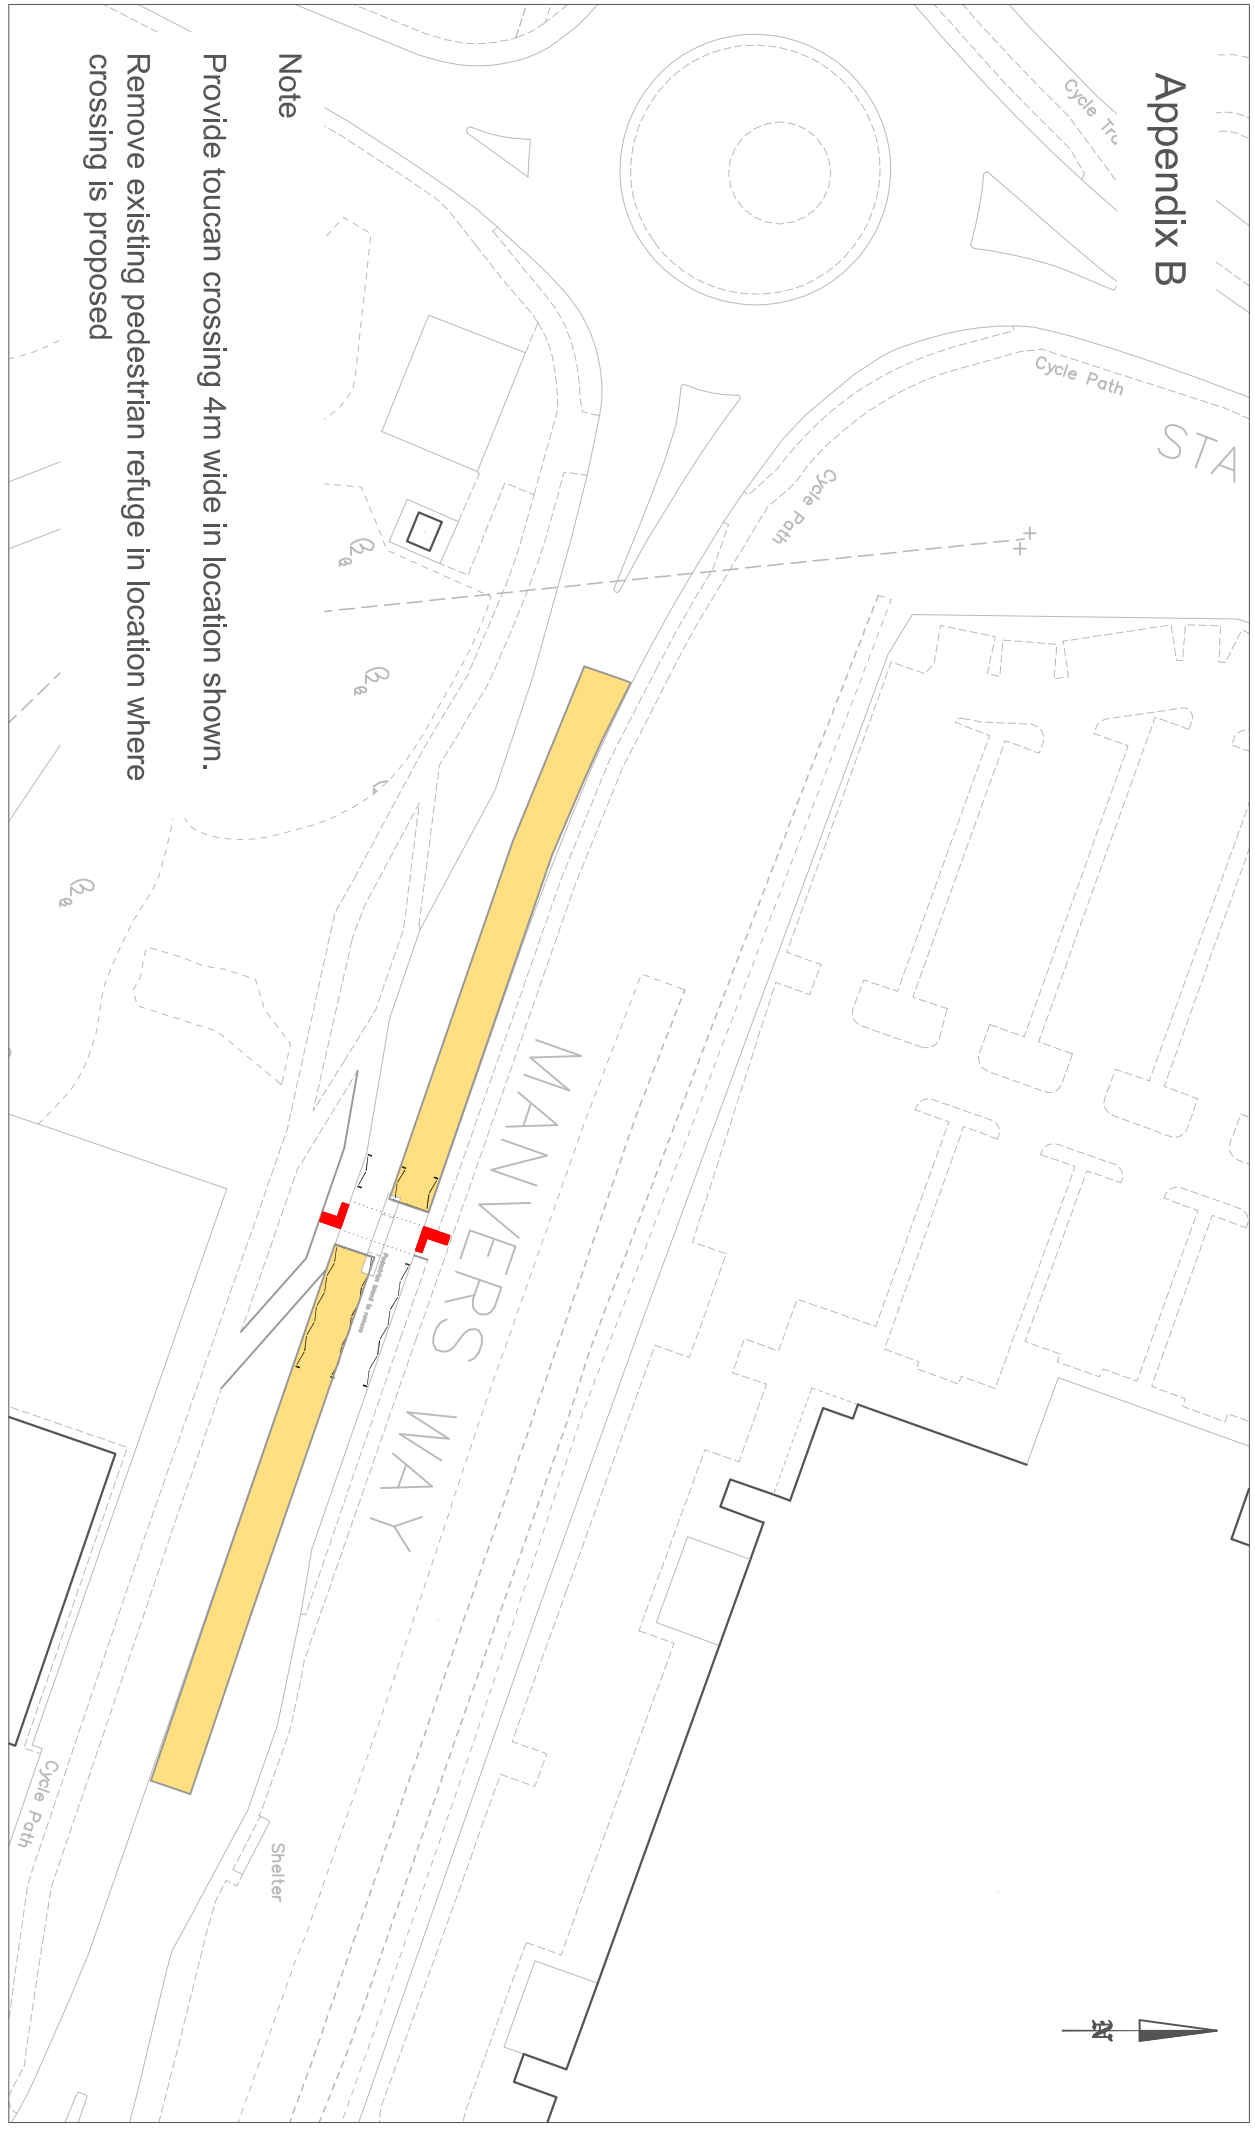 Appendix B
Note
Provide toucan crossing 4m wide in location shown.
Remove existing pedestrian refuge in location where
crossing is proposed
Cycle Path
Cycle
Path
STA
MANVERS WAY
Shelter
Cycle Path
N